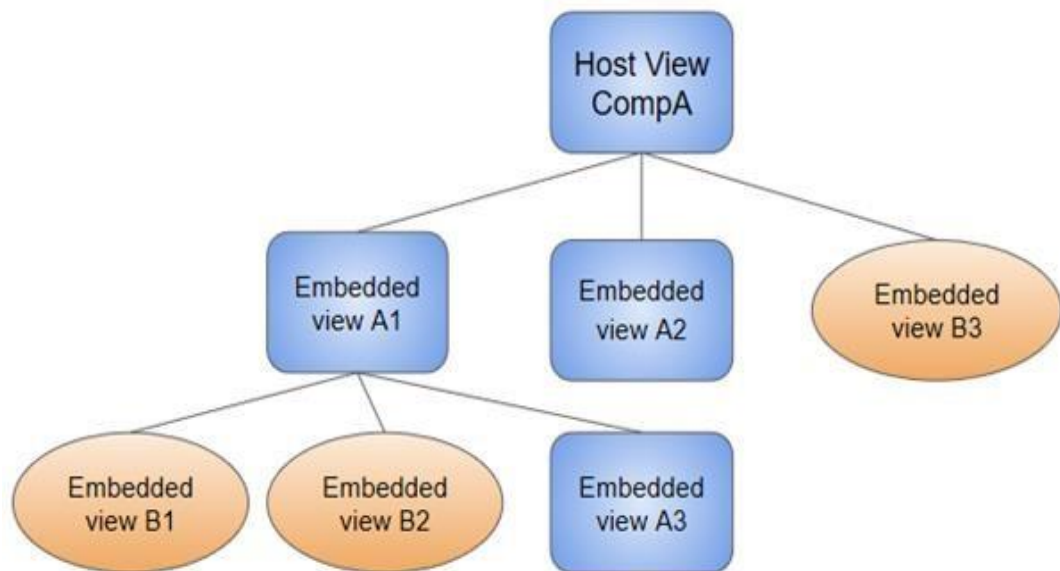 Host View
CompA
Embedded
view A1
Embedded
view A2
Embedded
view B3
Embedded
view B1
Embedded
view B2
Embedded
view A3